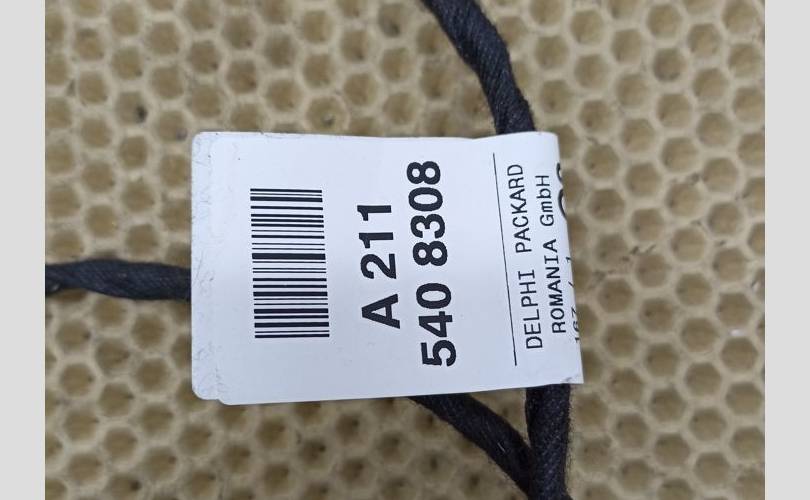 A 211
540 8308
DELPHI PACKARD
ROMANIA GmbH